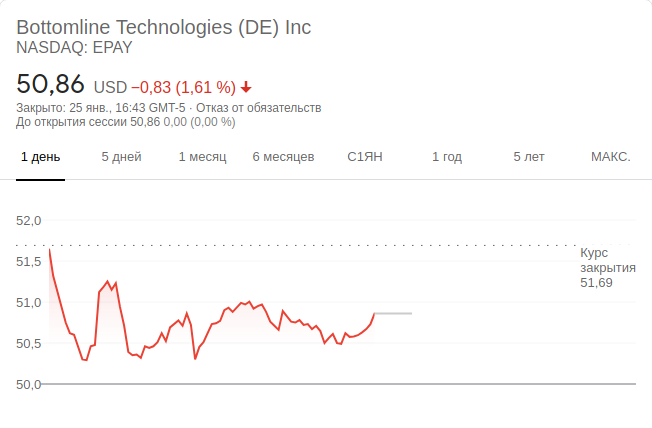 Bottomline Technologies (DE) Inc
NASDAQ: EPAY
50,86 USD −0,83 (1,61 %)
Закрыто: 25 янв., 16:43 GMT-5 · Отказ от обязательств
До открытия сессии 50,86 0,00 (0,00 %)
1 день 5 дней 1 месяц 6 месяцев С1ЯН 1 год 5 лет МАКС.
52,0
51,5
51,0
50,5
50,0
Курс
закрытия
51,69